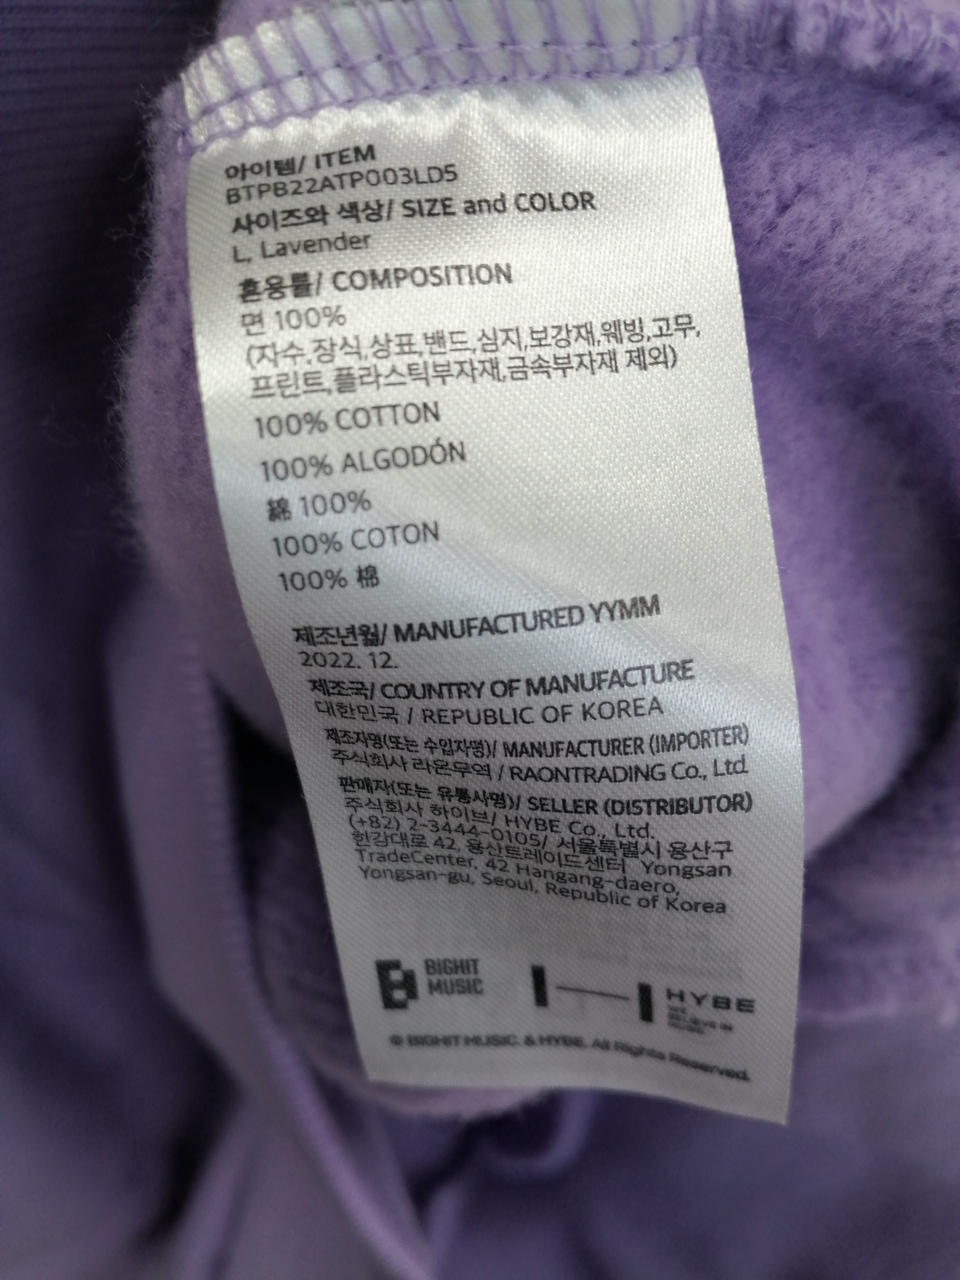 아이템/ ITEM
BTPB22ATP003LD5
사이즈와 색상/ SIZE and COLOR
L, Lavender
혼용률/ COMPOSITION
면 100%
(자수,장식,상표,밴드,심지,보강재,웨빙,고무,
프린트,플라스틱부자재,금속부자재 제외)
100% COTTON
100% ALGODÓN
綿 100%
100% COTON
100% 棉
제조년월/ MANUFACTURED YYMM
2022. 12.
제조국/ COUNTRY OF MANUFACTURE
대한민국 / REPUBLIC OF KOREA
제조자명(또는 수입자명)/ MANUFACTURER (IMPORTER)
주식회사 라온무역 / RAONTRADING Co., Ltd.
판매자(또는 유통사명)/ SELLER (DISTRIBUTOR)
주식회사 하이브/ HYBE Co., Ltd.
(+82) 2-3444-0105/ 서울특별시 용산구
한강대로 42, 용산트레이드센터 Yongsan
TradeCenter, 42 Hangang-daero,
Yongsan-gu, Seoul, Republic of Korea
BIGHIT
MUSIC
HYBE
WE
BELIEVE IN
MUSIC
© BIGHIT MUSIC. & HYBE. All Rights Reserved.